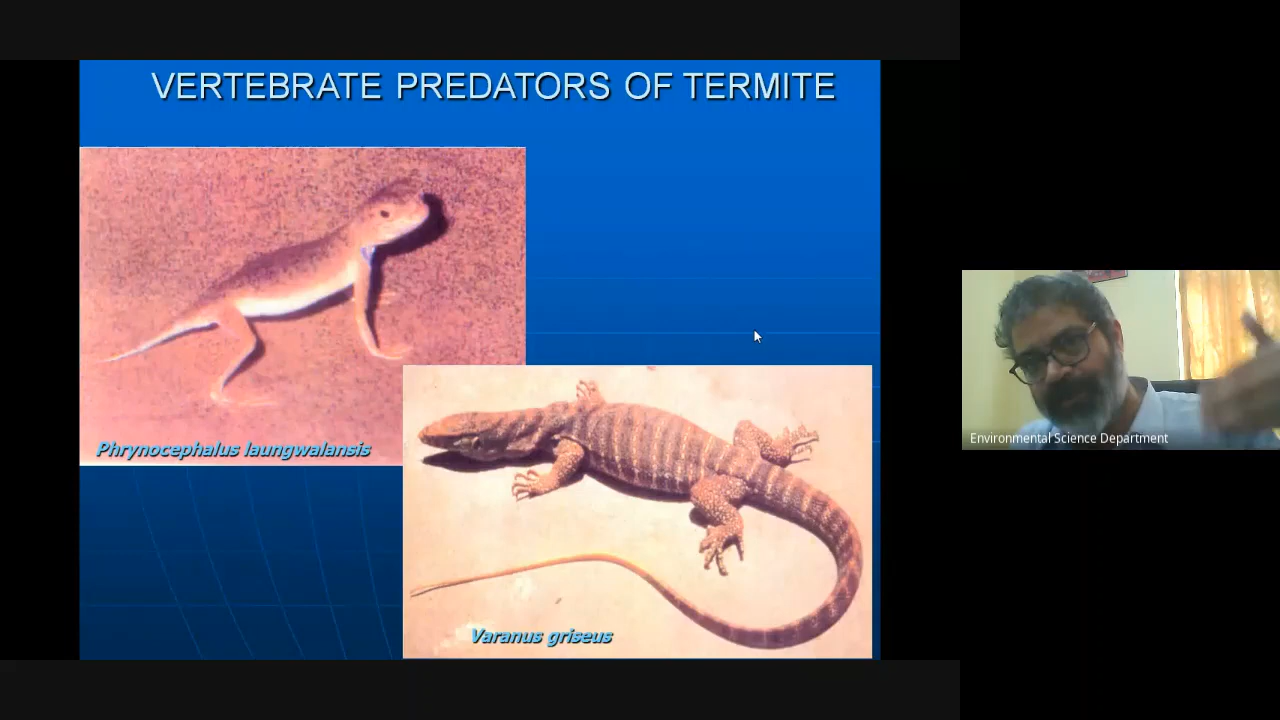 VERTEBRATE PREDATORS OF TERMITE
Phrynocephalus laungwalansis
Varanus griseus
Environmental Science Department